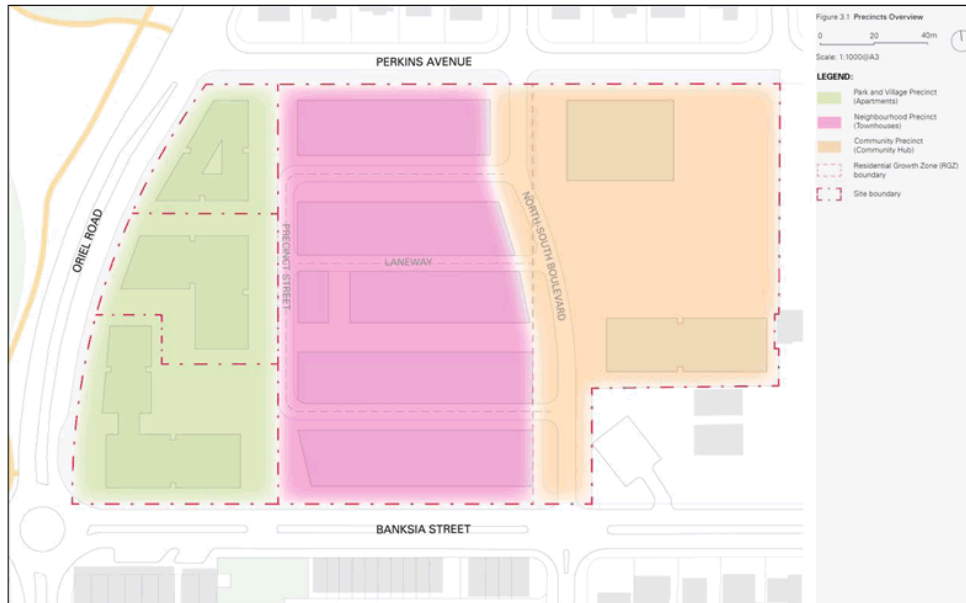 Figure 3.1 Precincts Overview
0 20 40m
Scale: 1:1000@A3
LEGEND:
Park and Village Precinct
(Apartments)
Neighbourhood Precinct
(Townhouses)
Community Precinct
(Community Hub)
Residential Growth Zone (RGZ)
boundary
Site boundary
PERKINS AVENUE
ORIEL ROAD
PRECINCT STREET
LANEWAY
NORTH-SOUTH BOULEVARD
BANKSIA STREET